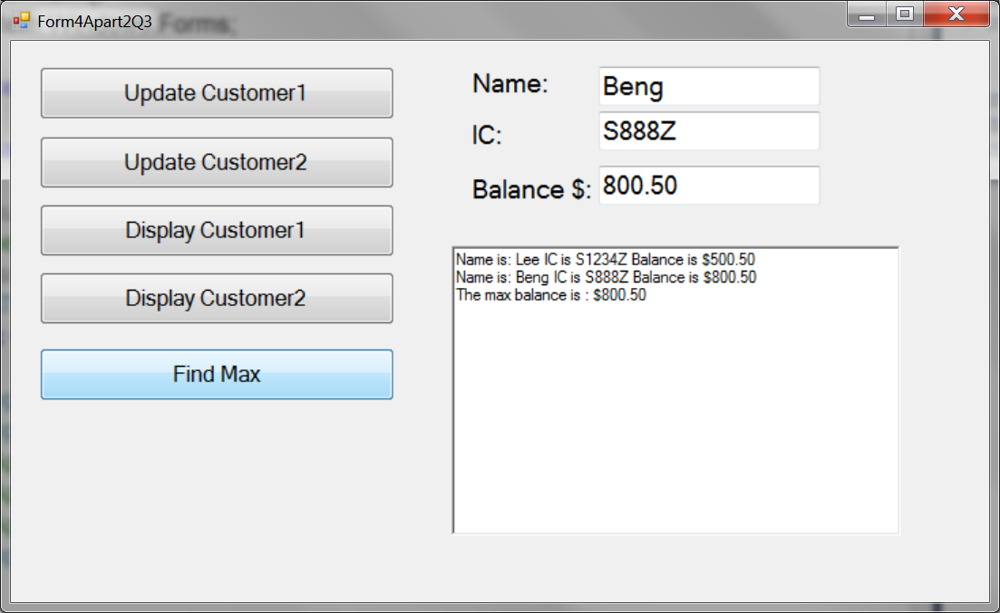 Form4Apart2Q3
Forms;
Update Customer1
Update Customer2
Display Customer1
Display Customer2
Find Max
Name: Beng
IC: S888Z
Balance $: 800.50
Name is: Lee IC is S1234Z Balance is $500.50
Name is: Beng IC is S888Z Balance is $800.50
The max balance is : $800.50